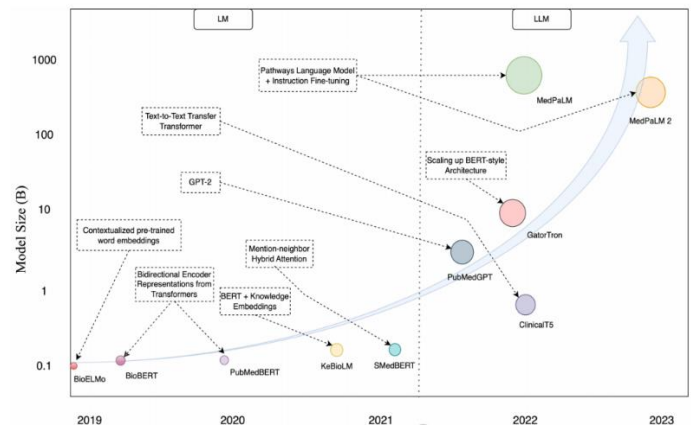 LM
LLM
1000
Pathways Language Model
+ Instruction Fine-tuning
MedPaLM
MedPaLM 2
Text-to-Text Transfer
Transformer
100
Scaling up BERT-style
Architecture
GPT-2
10
GatorTron
Contextualized pre-trained
word embeddings
Mention-neighbor
Hybrid Attention
PubMedGPT
Bidirectional Encoder
Representations from
Transformers
1
BERT + Knowledge
Embeddings
ClinicalT5
0.1
BioELMo
BioBERT
PubMedBERT
KeBioLM
SMedBERT
Model Size (B)
2019
2020
2021
2022
2023